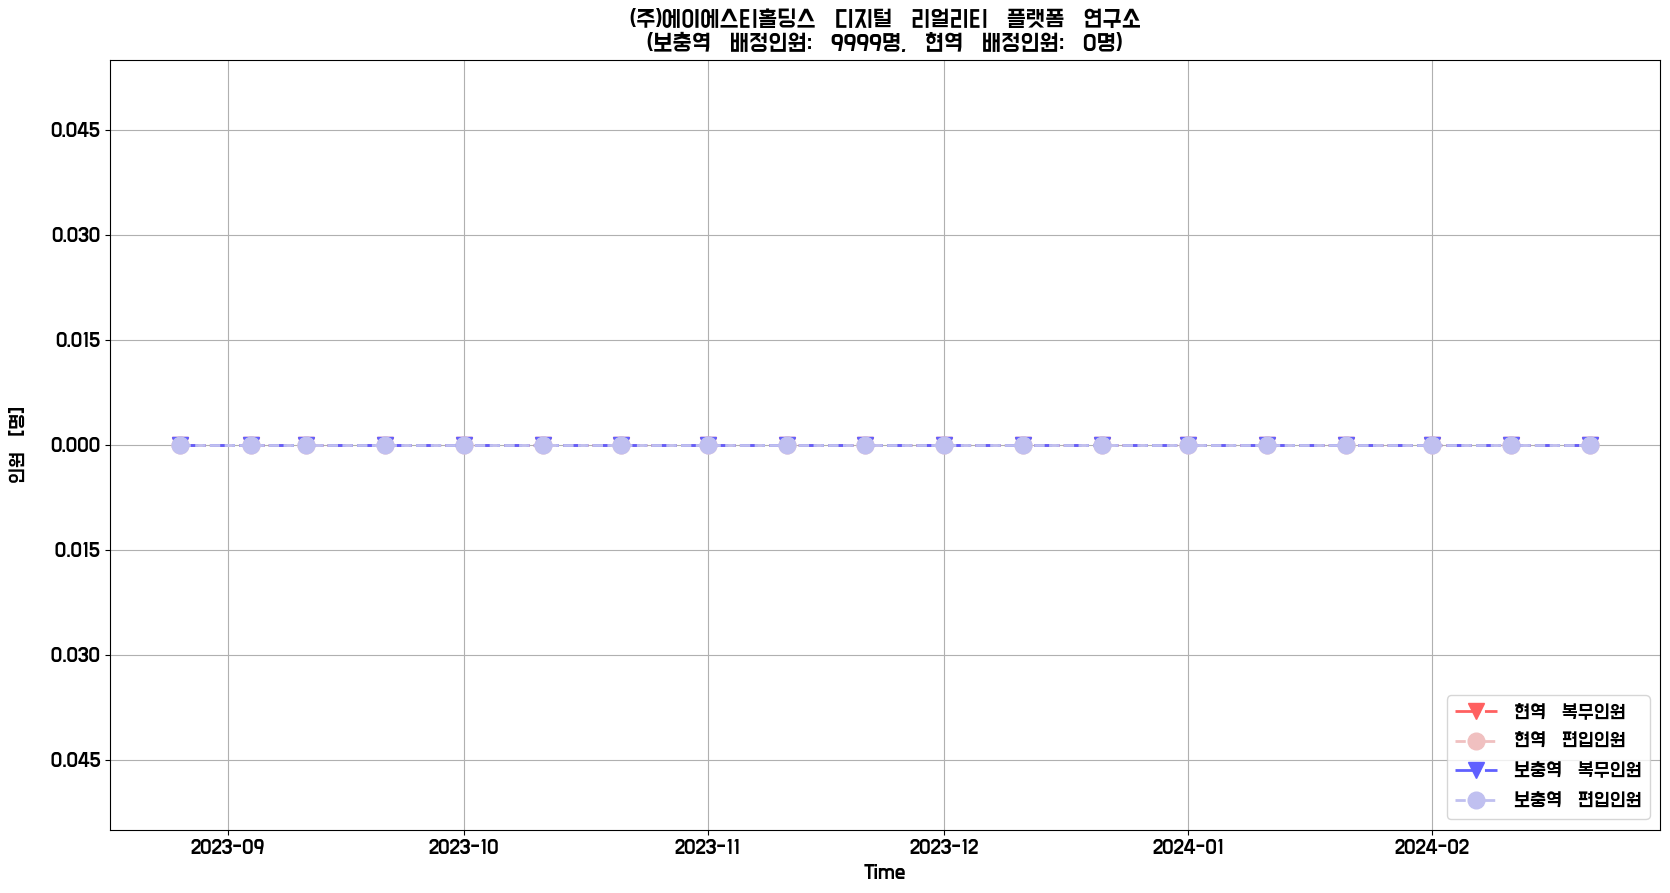 (주)에이에스티홀딩스 디지털 리얼리티 플랫폼 연구소
(보충역 배정인원: 9999명, 현역 배정인원: 0명)
0.045
0.030
0.015
0.000
0.015
0.030
0.045
인원 [명]
2023-09 2023-10 2023-11 2023-12 2024-01 2024-02
Time
현역 복무인원
현역 편입인원
보충역 복무인원
보충역 편입인원